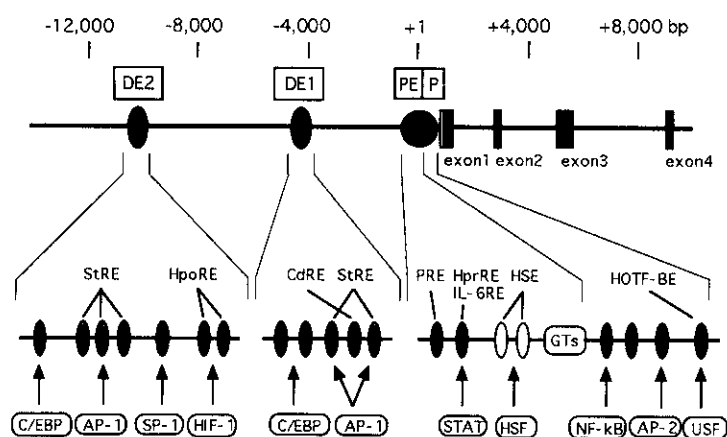 -12,000 -8,000 -4,000 +1 +4,000 +8,000 bp
DE2 DE1 PE P
exon1 exon2 exon3 exon4
StRE HpoRE CdRE StRE PRE HprRE HSE HOTF-BE
IL-6RE
GTs
C/EBP AP-1 SP-1 HIF-1 C/EBP AP-1 STAT HSF NF-kB AP-2 USF